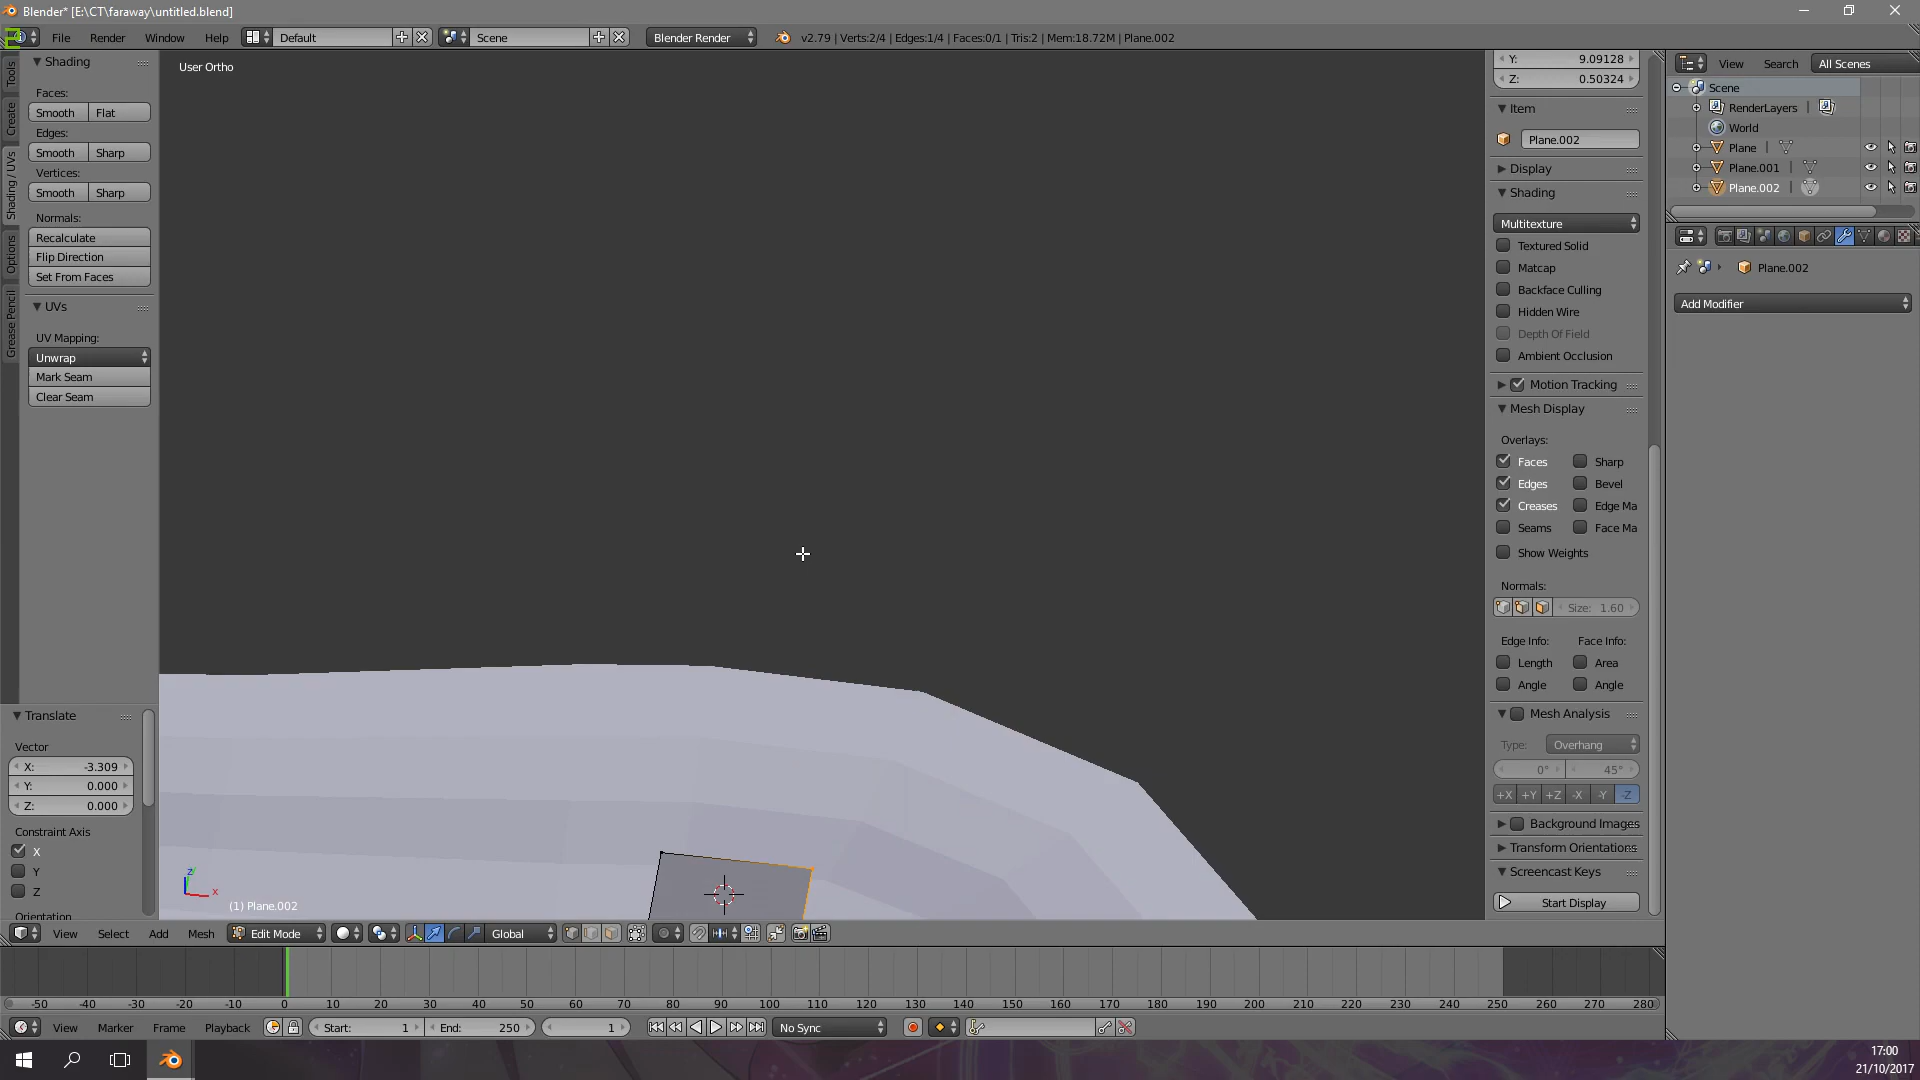 Blender* [E:\CT\faraway\untitled.blend]
File Render Window Help Default Scene Blender Render v2.79 | Verts:2/4 | Edges:1/4 | Faces:0/1 | Tris:2 | Mem:18.72M | Plane.002
Tools
Create
Shading / UVs
Options
Grease Pencil
Shading
Faces:
Smooth Flat
Edges:
Smooth Sharp
Vertices:
Smooth Sharp
Normals:
Recalculate
Flip Direction
Set From Faces
UVs
UV Mapping:
Unwrap
Mark Seam
Clear Seam
Translate
Vector
X: -3.309
Y: 0.000
Z: 0.000
Constraint Axis
X
Y
Z
Orientation
User Ortho
z
x
(1) Plane.002
Y: 9.09128
Z: 0.50324
Item
Plane.002
Display
Shading
Multitexture
Textured Solid
Matcap
Backface Culling
Hidden Wire
Depth Of Field
Ambient Occlusion
Motion Tracking
Mesh Display
Overlays:
Faces Sharp
Edges Bevel
Creases Edge Ma
Seams Face Ma
Show Weights
Normals:
Size: 1.60
Edge Info: Face Info:
Length Area
Angle Angle
Mesh Analysis
Type: Overhang
0° 45°
+X +Y +Z -X -Y -Z
Background Images
Transform Orientations
Screencast Keys
Start Display
View Search All Scenes
Scene
RenderLayers
World
Plane
Plane.001
Plane.002
Plane.002
Add Modifier
View Select Add Mesh Edit Mode Global
-50 -40 -30 -20 -10 0 10 20 30 40 50 60 70 80 90 100 110 120 130 140 150 160 170 180 190 200 210 220 230 240 250 260 270 280
View Marker Frame Playback Start: 1 End: 250 1 No Sync
17:00
21/10/2017